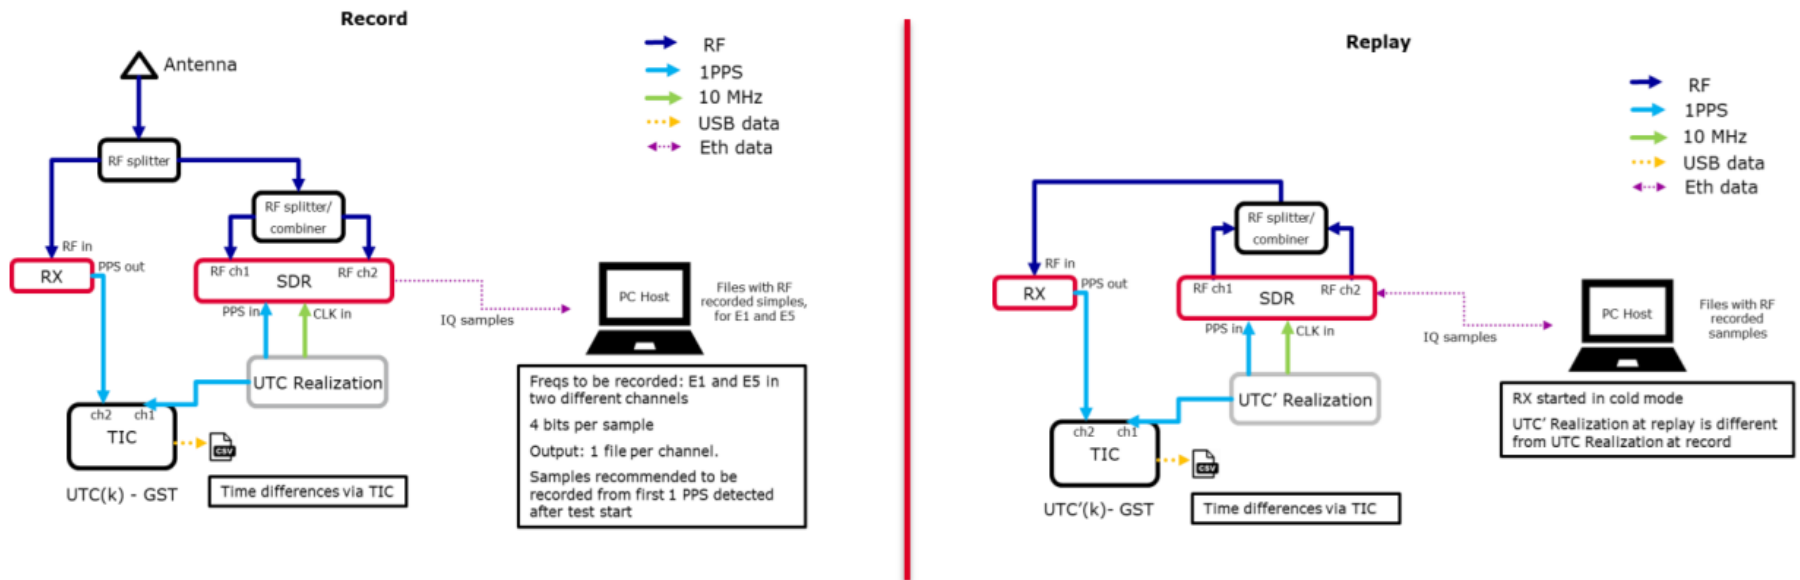 Record
Antenna
RF
1PPS
10 MHz
USB data
Eth data
RF splitter
RF splitter/
combiner
RF in
RX
PPS out
RF ch1
RF ch2
SDR
PPS in
CLK in
IQ samples
PC Host
Files with RF
recorded simples,
for E1 and E5
UTC Realization
ch2
ch1
TIC
CSV
UTC(k) - GST
Time differences via TIC
Freqs to be recorded: E1 and E5 in
two different channels
4 bits per sample
Output: 1 file per channel.
Samples recommended to be
recorded from first 1 PPS detected
after test start
Replay
RF
1PPS
10 MHz
USB data
Eth data
RF splitter/
combiner
RF in
RX
PPS out
RF ch1
RF ch2
SDR
PPS in
CLK in
IQ samples
PC Host
Files with RF
recorded
sanmples
UTC' Realization
ch2
ch1
TIC
CSV
UTC'(k)- GST
Time differences via TIC
RX started in cold mode
UTC' Realization at replay is different
from UTC Realization at record